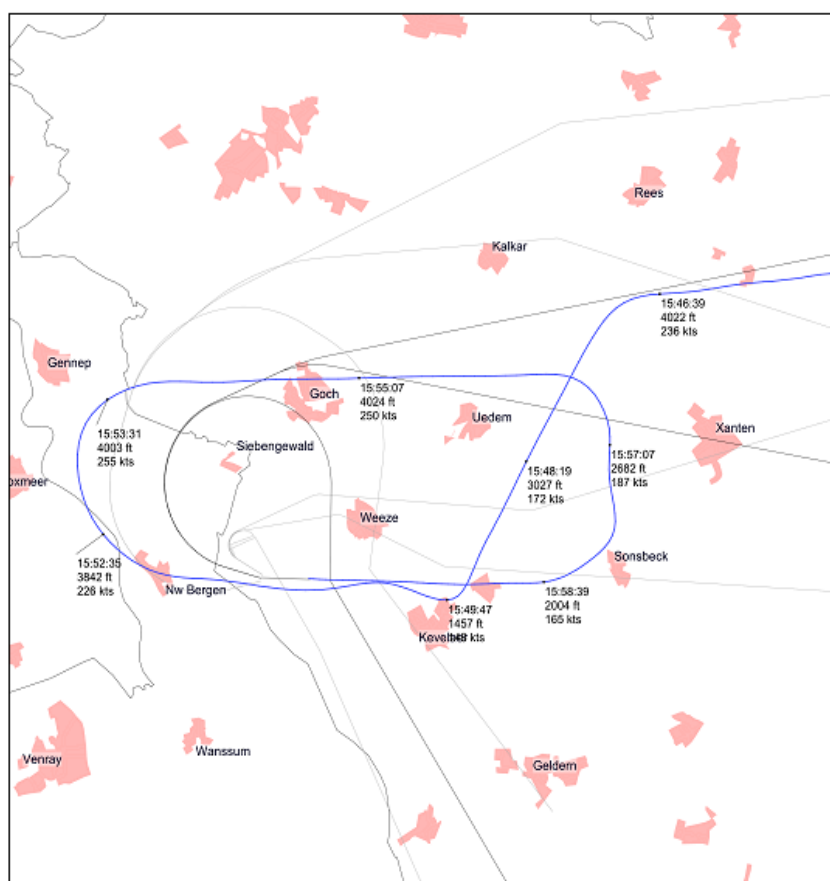 Rees
Kalkar
15:46:39
4022 ft
236 kts
Gennep
Goch
15:55:07
4024 ft
250 kts
Uedem
Xanten
15:53:31
4003 ft
255 kts
Siebengewald
15:57:07
2682 ft
187 kts
15:48:19
3027 ft
172 kts
oxmeer
Weeze
Sonsbeck
15:52:35
3842 ft
226 kts
Nw Bergen
15:58:39
2004 ft
165 kts
15:49:47
1457 ft
kts
Venray
Wanssum
Geldern